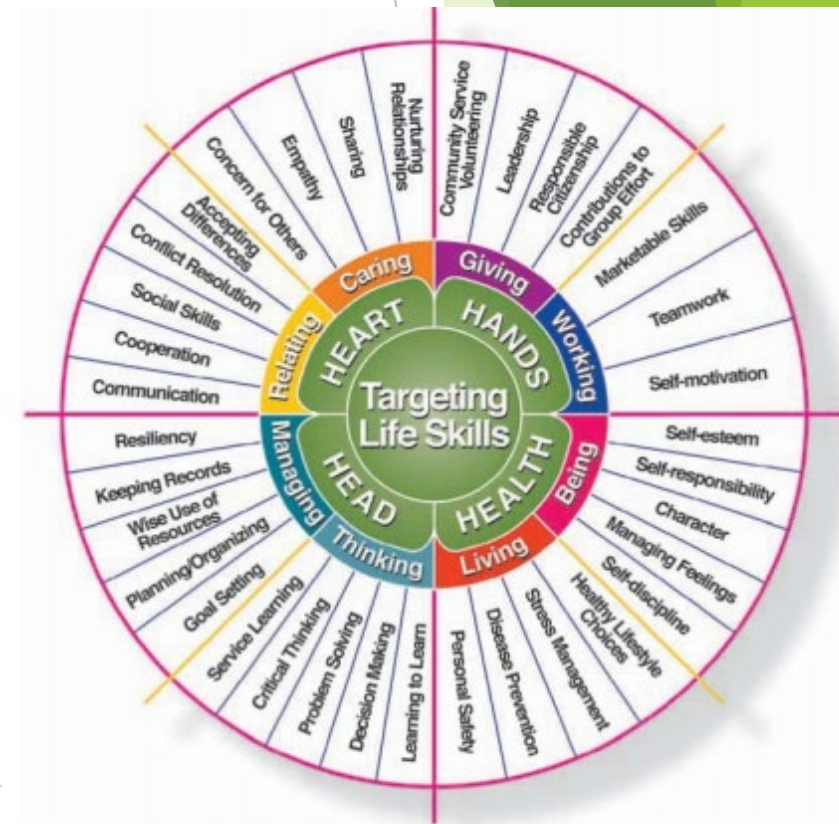 Targeting
Life Skills
HEART
HANDS
HEALTH
HEAD
Caring
Giving
Working
Being
Living
Thinking
Managing
Relating
Nurturing
Relationships
Sharing
Empathy
Concern for Others
Accepting
Differences
Conflict Resolution
Social Skills
Cooperation
Communication
Community Service
Volunteering
Leadership
Responsible
Citizenship
Contributions to
Group Effort
Marketable Skills
Teamwork
Self-motivation
Self-esteem
Self-responsibility
Character
Managing Feelings
Self-discipline
Healthy Lifestyle
Choices
Stress Management
Disease Prevention
Personal Safety
Learning to Learn
Decision Making
Problem Solving
Critical Thinking
Service Learning
Goal Setting
Planning/Organizing
Wise Use of
Resources
Keeping Records
Resiliency